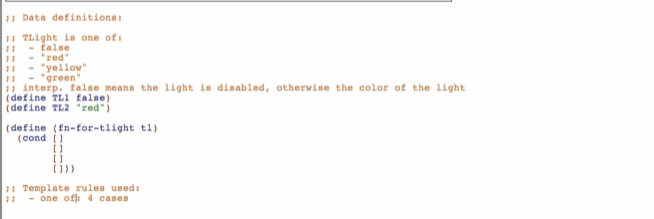 ;; Data definitions:
;; TLight is one of:
;; - false
;; - "red"
;; - "yellow"
;; - "green"
;; interp. false means the light is disabled, otherwise the color of the light
(define TL1 false)
(define TL2 "red")
(define (fn-for-tlight tl)
(cond []
[]
[]
[]))
;; Template rules used:
;; - one of: 4 cases